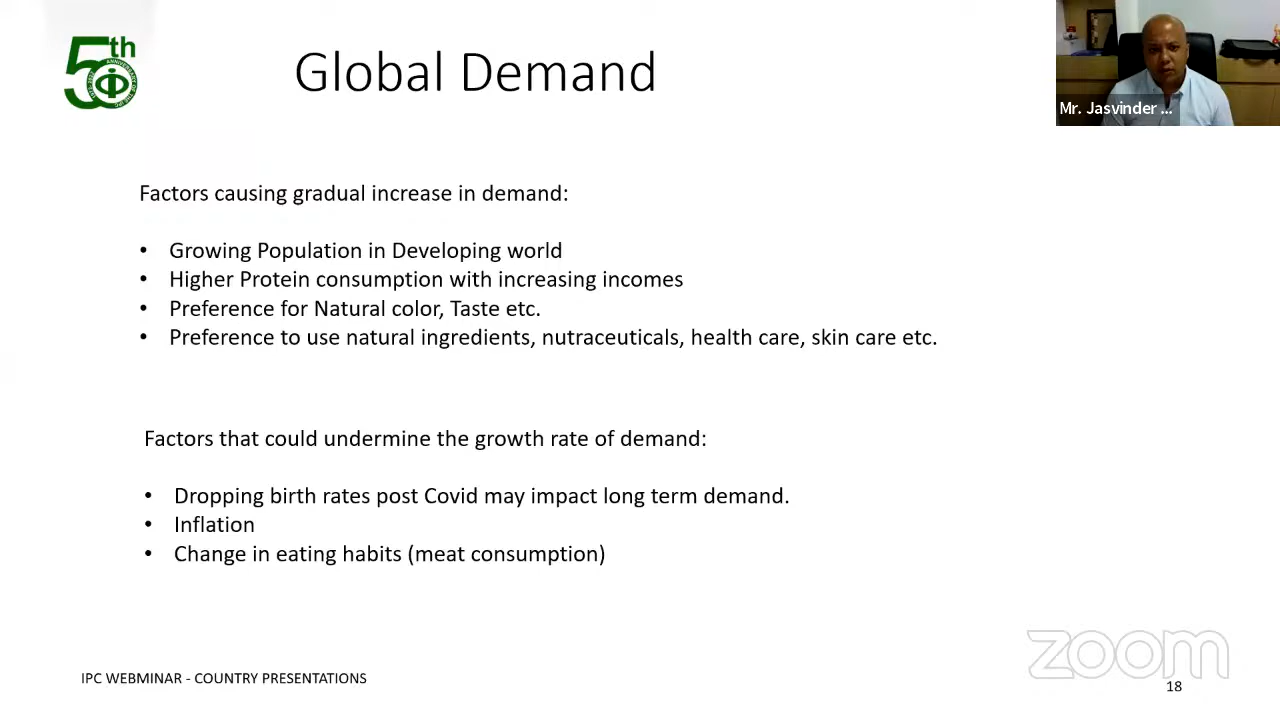 50th
Global Demand
Mr. Jasvinder ...
Factors causing gradual increase in demand:
• Growing Population in Developing world
• Higher Protein consumption with increasing incomes
• Preference for Natural color, Taste etc.
• Preference to use natural ingredients, nutraceuticals, health care, skin care etc.
Factors that could undermine the growth rate of demand:
• Dropping birth rates post Covid may impact long term demand.
• Inflation
• Change in eating habits (meat consumption)
zoom
IPC WEBMINAR - COUNTRY PRESENTATIONS
18